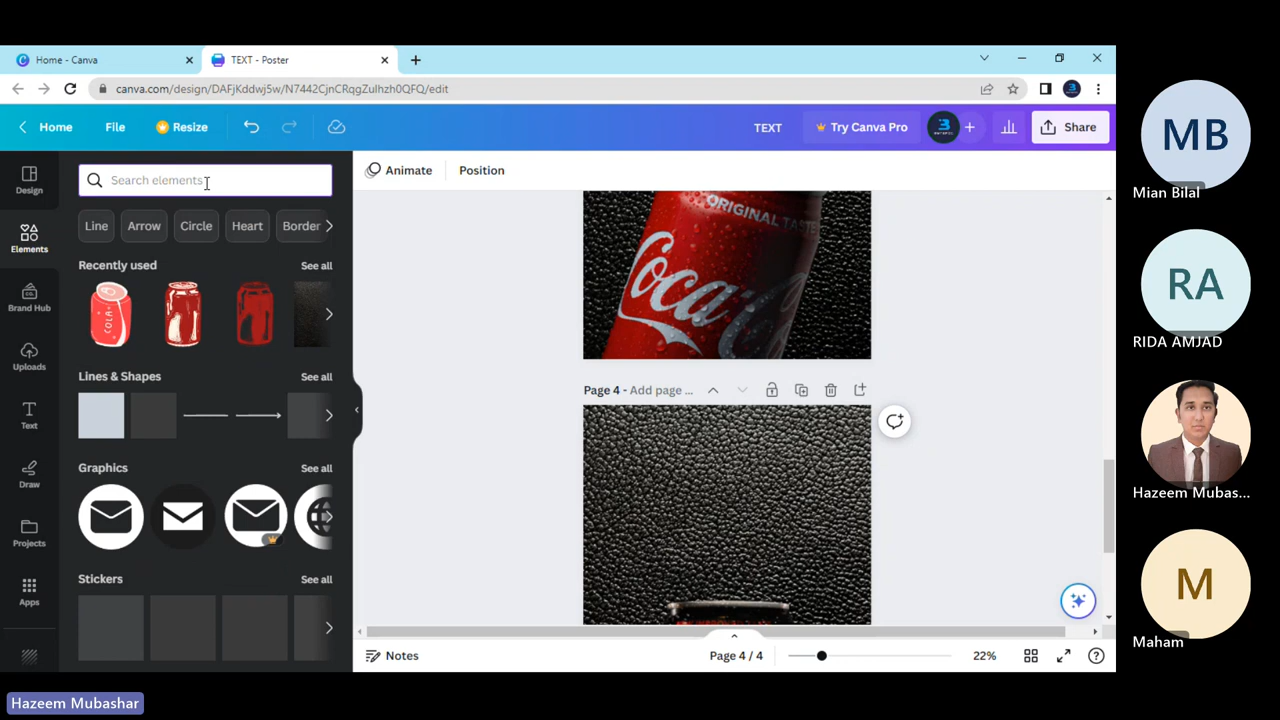 Home - Canva
TEXT - Poster
canva.com/design/DAFjKddwj5w/N7442CjnCRqgZulhzh0QFQ/edit
Home
File
Resize
TEXT
Try Canva Pro
Share
Design
Elements
Brand Hub
Uploads
Text
Draw
Projects
Apps
Search elements
Line
Arrow
Circle
Heart
Border
Recently used
See all
COLA
Lines & Shapes
See all
Graphics
See all
Stickers
See all
Animate
Position
ORIGINAL TASTE
Coca-Cola
Page 4 - Add page ...
Notes
Page 4 / 4
22%
MB
Mian Bilal
RA
RIDA AMJAD
Hazeem Mubas...
M
Maham
Hazeem Mubashar